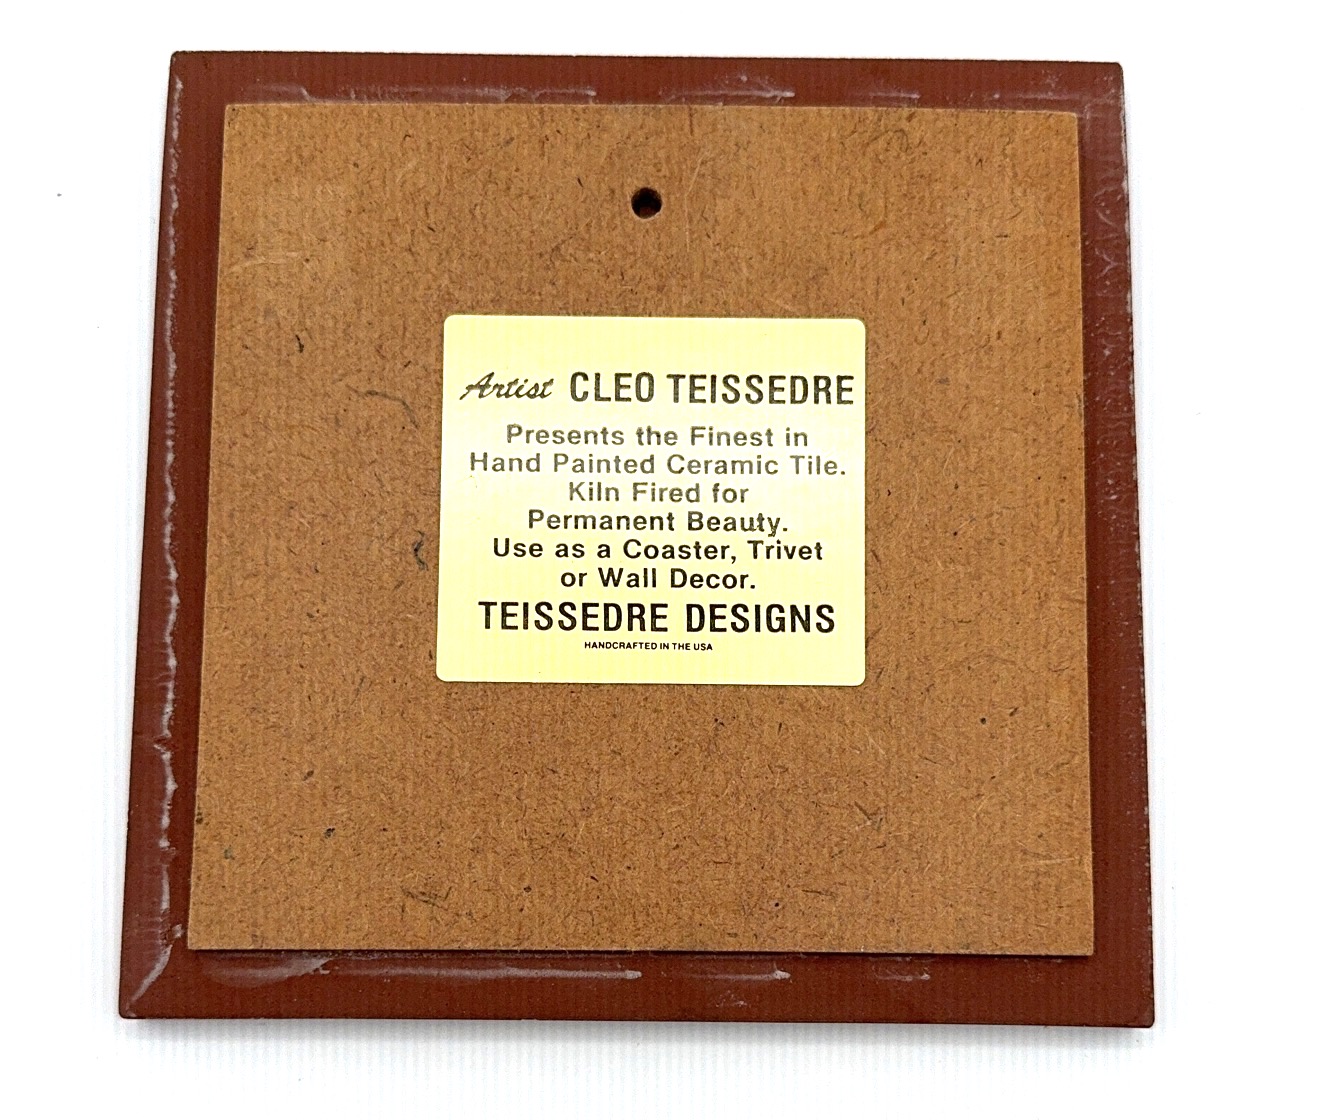 Artist CLEO TEISSEDRE
Presents the Finest in
Hand Painted Ceramic Tile.
Kiln Fired for
Permanent Beauty.
Use as a Coaster, Trivet
or Wall Decor.
TEISSEDRE DESIGNS
HANDCRAFTED IN THE USA